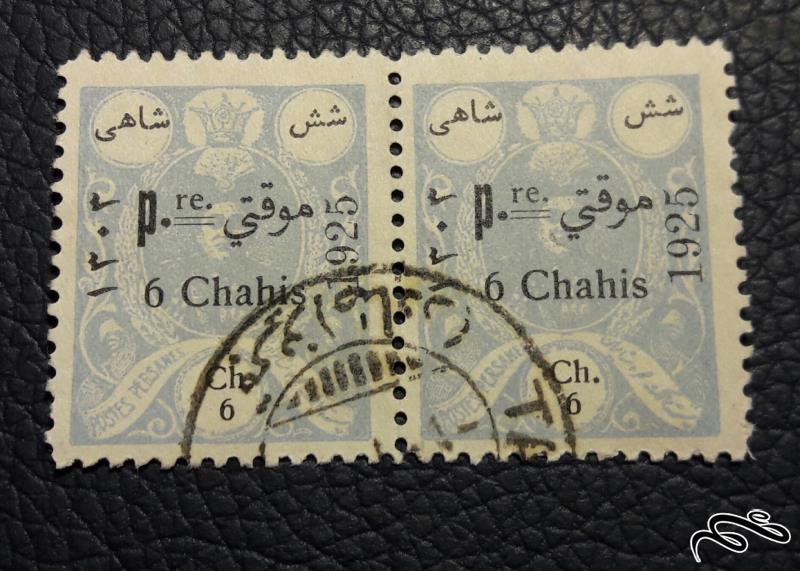 شاهی شش
۱۳۰۳ p.re. موقتي 1925
6 Chahis
POSTES PERSANES
Ch.
6
شاهی شش
۱۳۰۳ p.re. موقتي 1925
6 Chahis
POSTES PERSANES
Ch.
6